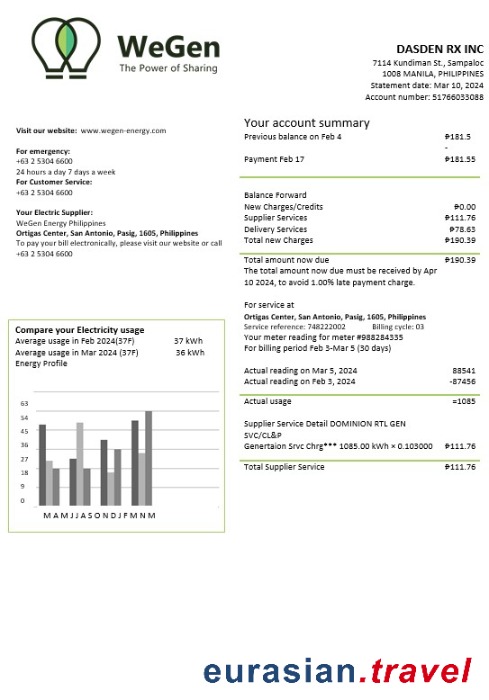 WeGen
The Power of Sharing
DASDEN RX INC
7114 Kundiman St., Sampaloc
1008 MANILA, PHILIPPINES
Statement date: Mar 10, 2024
Account number: 51766033088
Visit our website: www.wegen-energy.com
For emergency:
+63 2 5304 6600
24 hours a day 7 days a week
For Customer Service:
+63 2 5304 6600
Your Electric Supplier:
WeGen Energy Philippines
Ortigas Center, San Antonio, Pasig, 1605, Philippines
To pay your bill electronically, please visit our website or call
+63 2 5304 6600
Your account summary
Previous balance on Feb 4 ₱181.5
-
Payment Feb 17 ₱181.55
Balance Forward
New Charges/Credits ₱0.00
Supplier Services ₱111.76
Delivery Services ₱78.63
Total new Charges ₱190.39
Total amount now due ₱190.39
The total amount now due must be received by Apr
10 2024, to avoid 1.00% late payment charge.
For service at
Ortigas Center, San Antonio, Pasig, 1605, Philippines
Service reference: 748222002 Billing cycle: 03
Your meter reading for meter #988284335
For billing period Feb 3-Mar 5 (30 days)
Actual reading on Mar 5, 2024 88541
Actual reading on Feb 3, 2024 -87456
Actual usage =1085
Supplier Service Detail DOMINION RTL GEN
SVC/CL&P
Genertaion Srvc Chrg*** 1085.00 kWh × 0.103000 ₱111.76
Total Supplier Service ₱111.76
Compare your Electricity usage
Average usage in Feb 2024(37F) 37 kWh
Average usage in Mar 2024 (37F) 36 kWh
Energy Profile
63
54
45
36
27
18
9
0
M A M J J A S O N D J F M N M
eurasian.travel